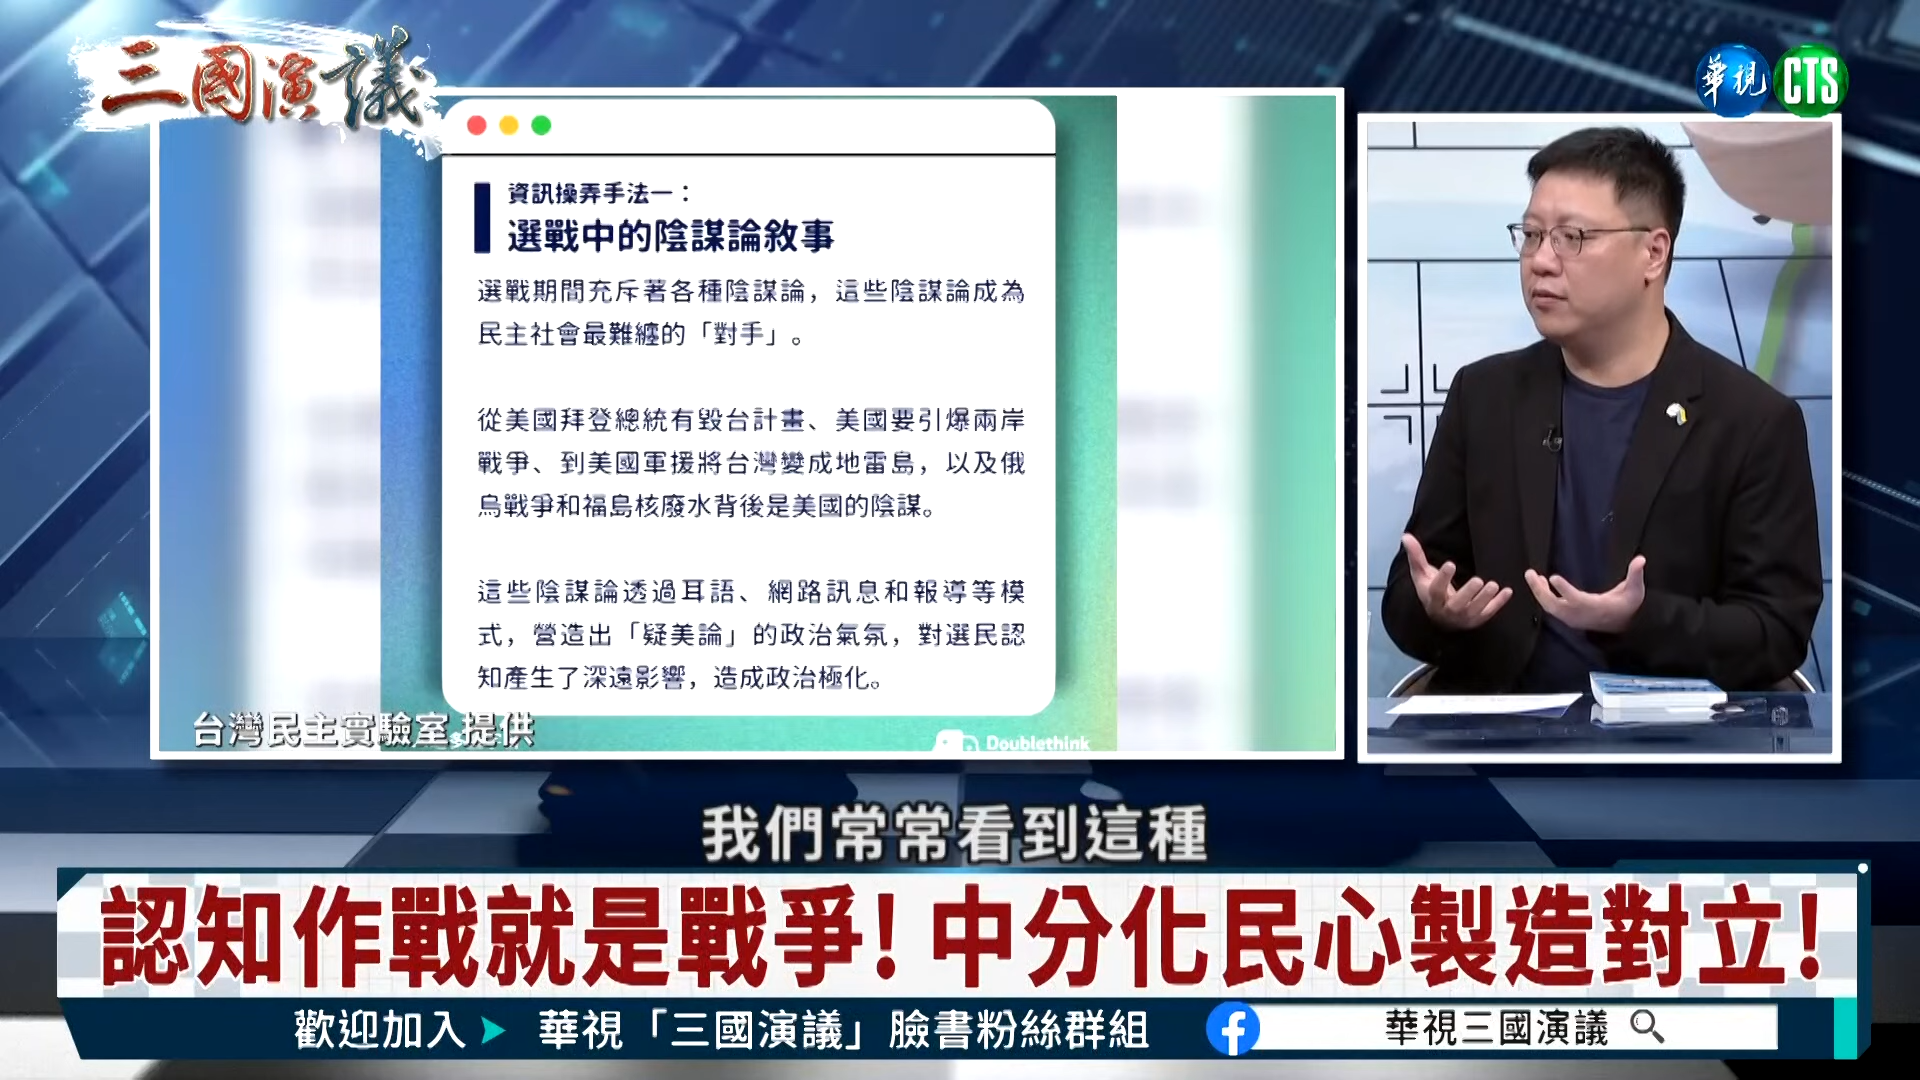 三國演議
華視 CTS
資訊操弄手法一：
選戰中的陰謀論敘事
選戰期間充斥著各種陰謀論，這些陰謀論成為
民主社會最難纏的「對手」。
從美國拜登總統有毀台計畫、美國要引爆兩岸
戰爭、到美國軍援將台灣變成地雷島，以及俄
烏戰爭和福島核廢水背後是美國的陰謀。
這些陰謀論透過耳語、網路訊息和報導等模
式，營造出「疑美論」的政治氣氛，對選民認
知產生了深遠影響，造成政治極化。
台灣民主實驗室 提供
Doublethink
我們常常看到這種
認知作戰就是戰爭! 中分化民心製造對立!
歡迎加入 華視「三國演議」臉書粉絲群組
華視三國演議